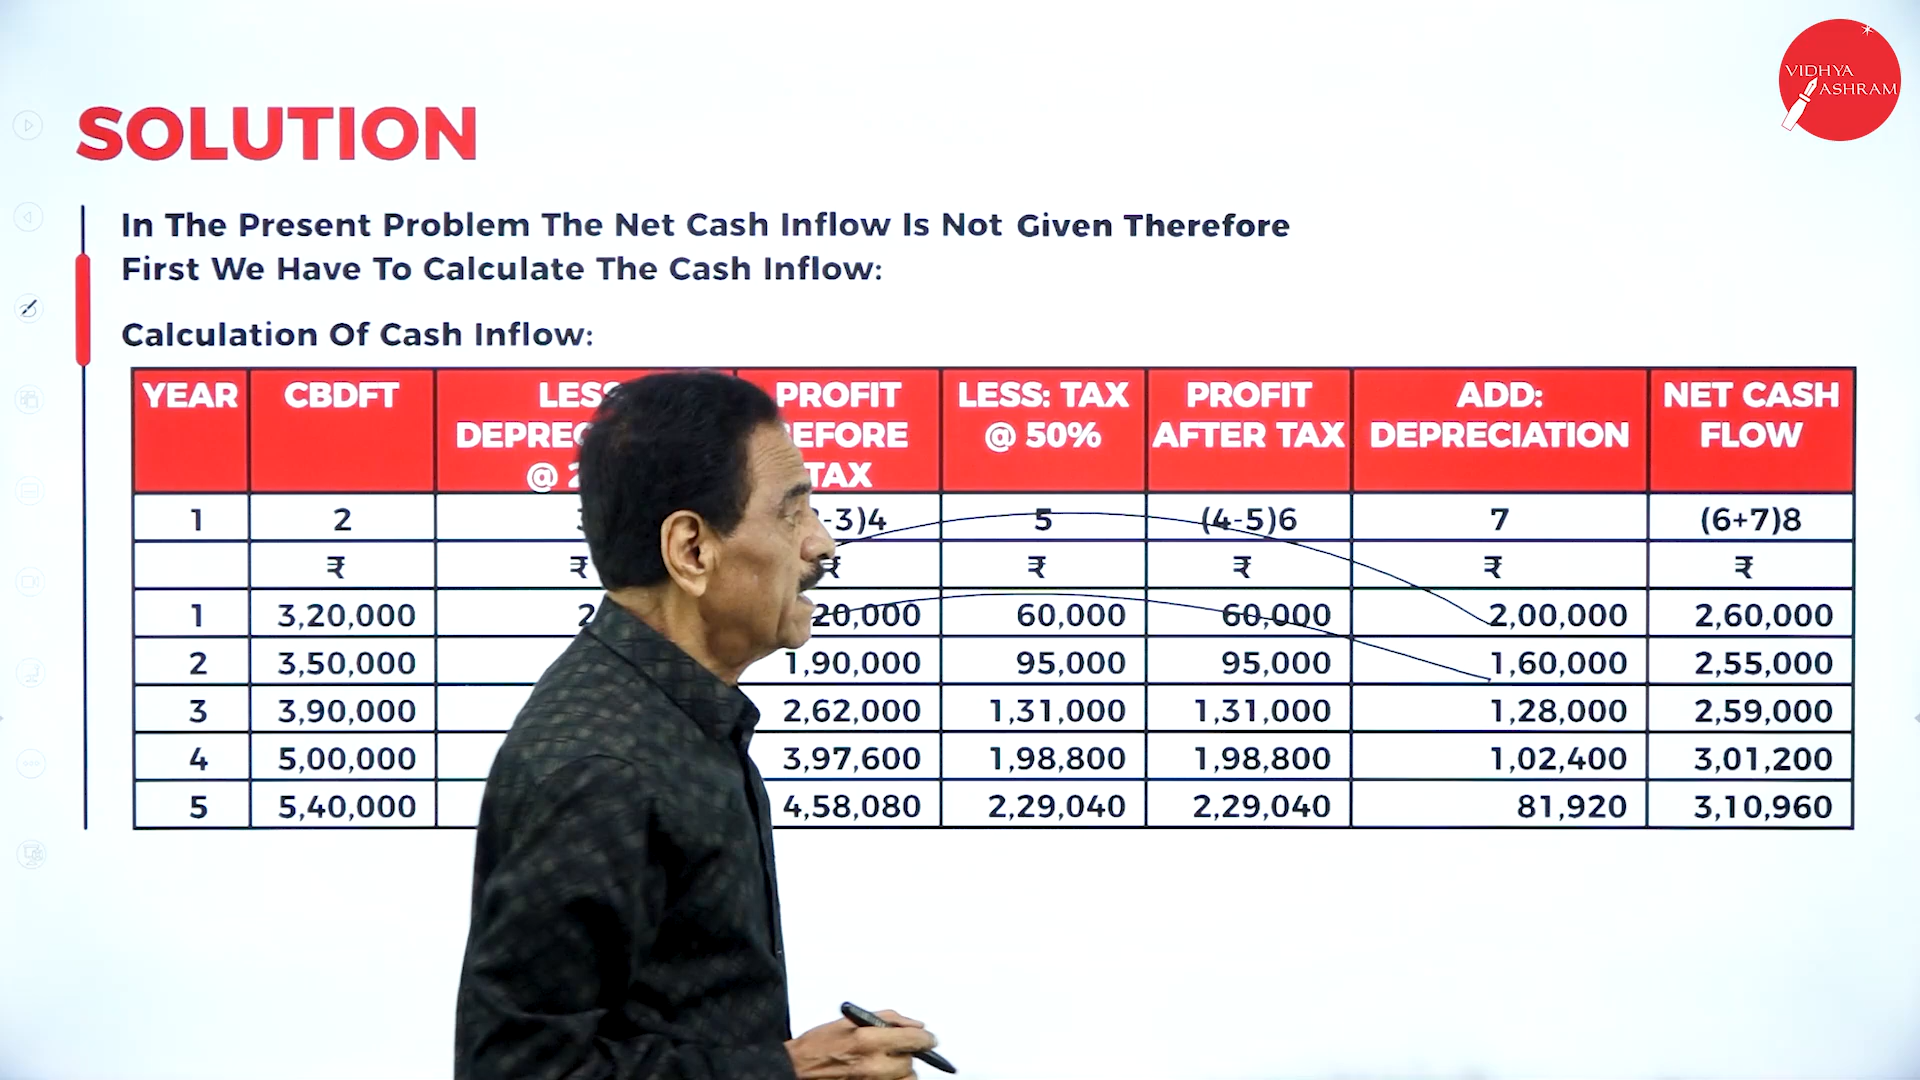 VIDHYA
ASHRAM
SOLUTION
In The Present Problem The Net Cash Inflow Is Not Given Therefore
First We Have To Calculate The Cash Inflow:
Calculation Of Cash Inflow:
YEAR CBDFT LESS PROFIT LESS: TAX PROFIT ADD: NET CASH
@ 50% AFTER TAX DEPRECIATION FLOW
@ TAX
1 2 -3)4 5 (4-5)6 7 (6+7)8
₹ ₹ ₹ ₹ ₹ ₹ ₹
1 3,20,000 2 20,000 60,000 60,000 2,00,000 2,60,000
2 3,50,000 1,90,000 95,000 95,000 1,60,000 2,55,000
3 3,90,000 2,62,000 1,31,000 1,31,000 1,28,000 2,59,000
4 5,00,000 3,97,600 1,98,800 1,98,800 1,02,400 3,01,200
5 5,40,000 4,58,080 2,29,040 2,29,040 81,920 3,10,960